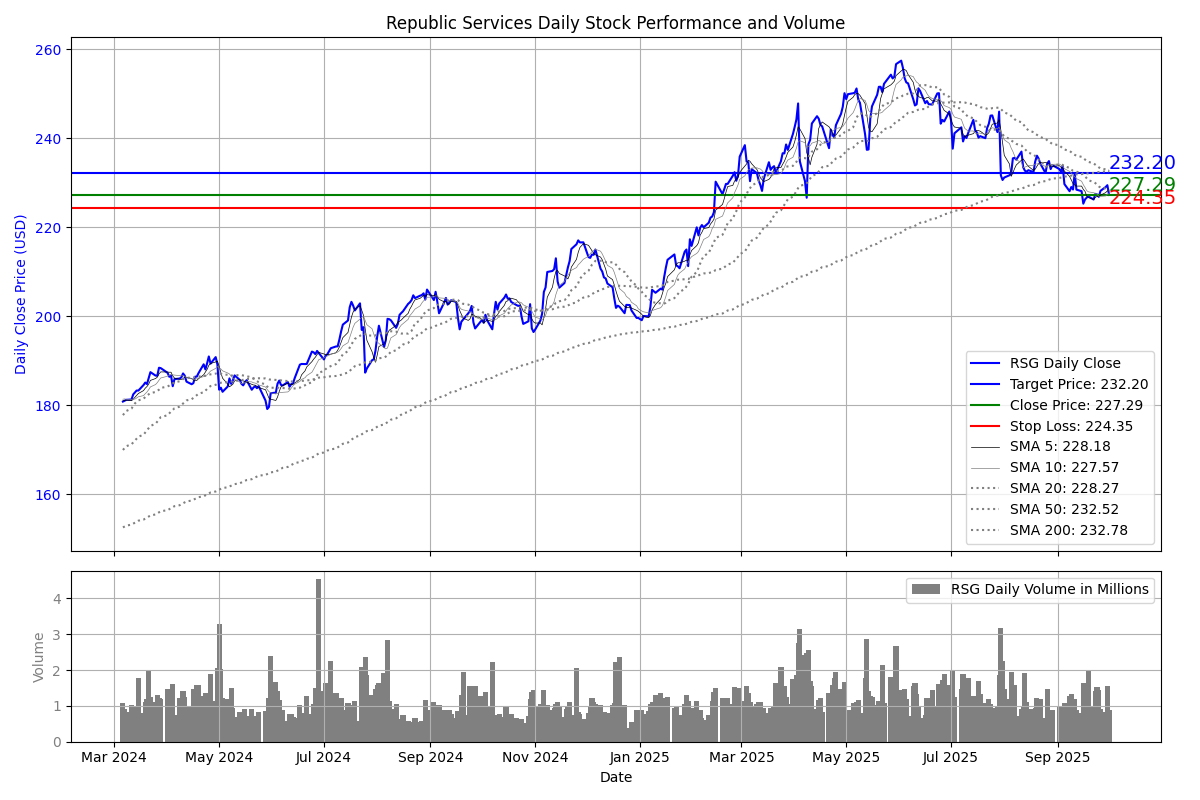 Republic Services Daily Stock Performance and Volume
260
240
220
200
180
160
Daily Close Price (USD)
232.20
227.29
224.35
RSG Daily Close
Target Price: 232.20
Close Price: 227.29
Stop Loss: 224.35
SMA 5: 228.18
SMA 10: 227.57
SMA 20: 228.27
SMA 50: 232.52
SMA 200: 232.78
RSG Daily Volume in Millions
4
3
2
1
0
Volume
Mar 2024 May 2024 Jul 2024 Sep 2024 Nov 2024 Jan 2025 Mar 2025 May 2025 Jul 2025 Sep 2025
Date